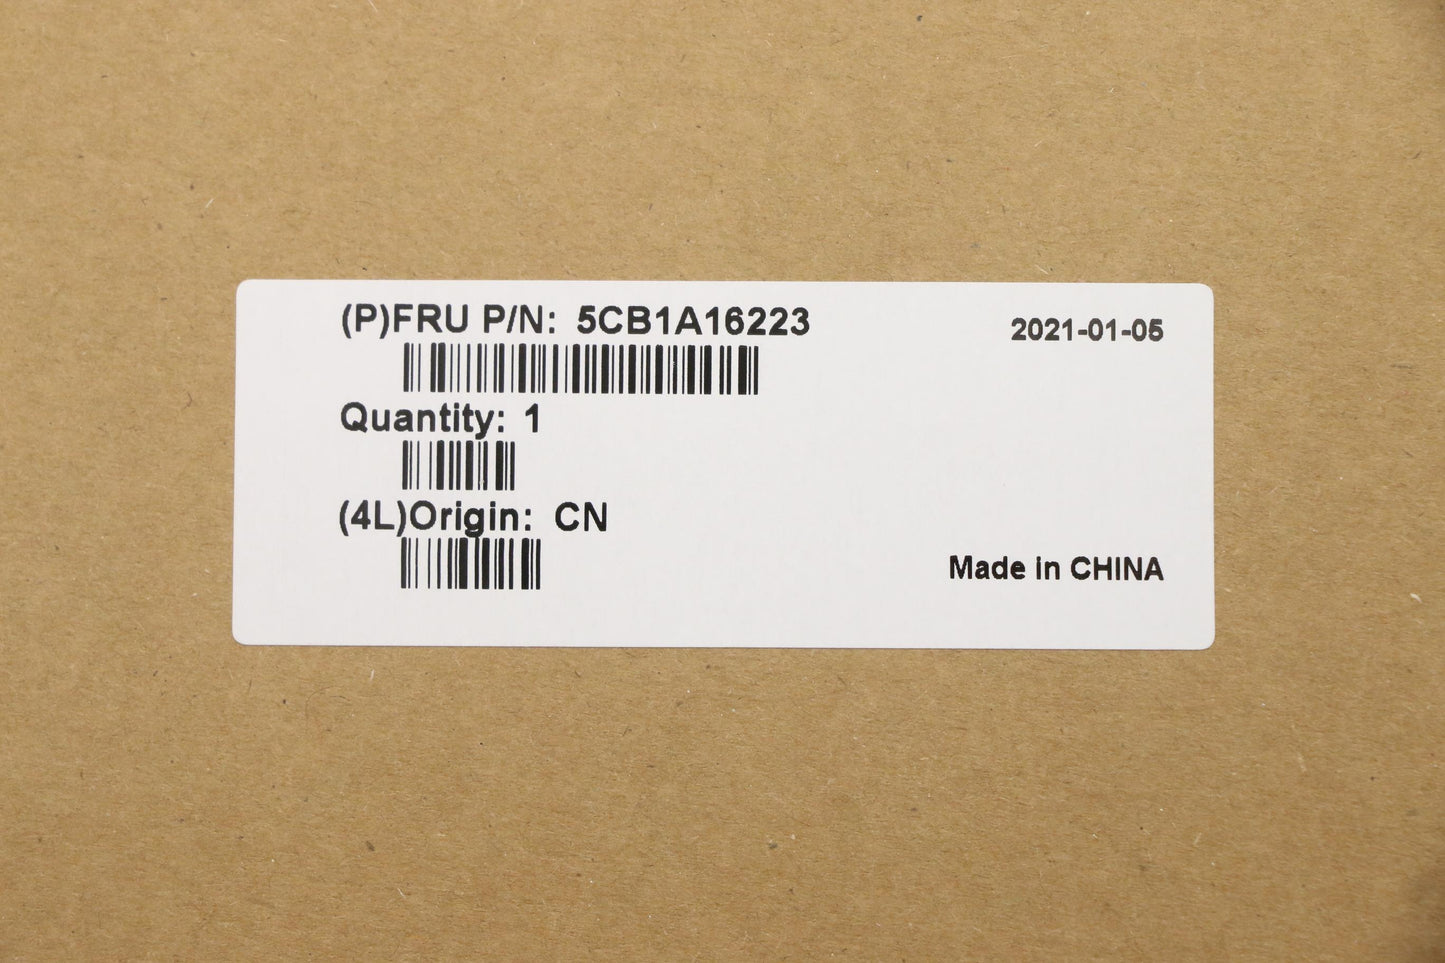 (P)FRU P/N: 5CB1A16223
2021-01-05
Quantity: 1
(4L)Origin: CN
Made in CHINA